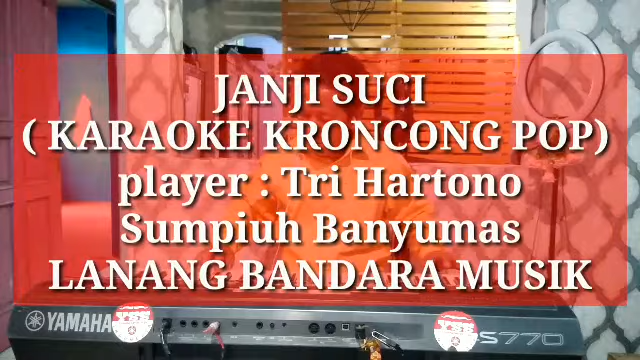 JANJI SUCI
( KARAOKE KRONCONG POP)
player : Tri Hartono
Sumpiuh Banyumas
LANANG BANDARA MUSIK
YAMAHA
S770